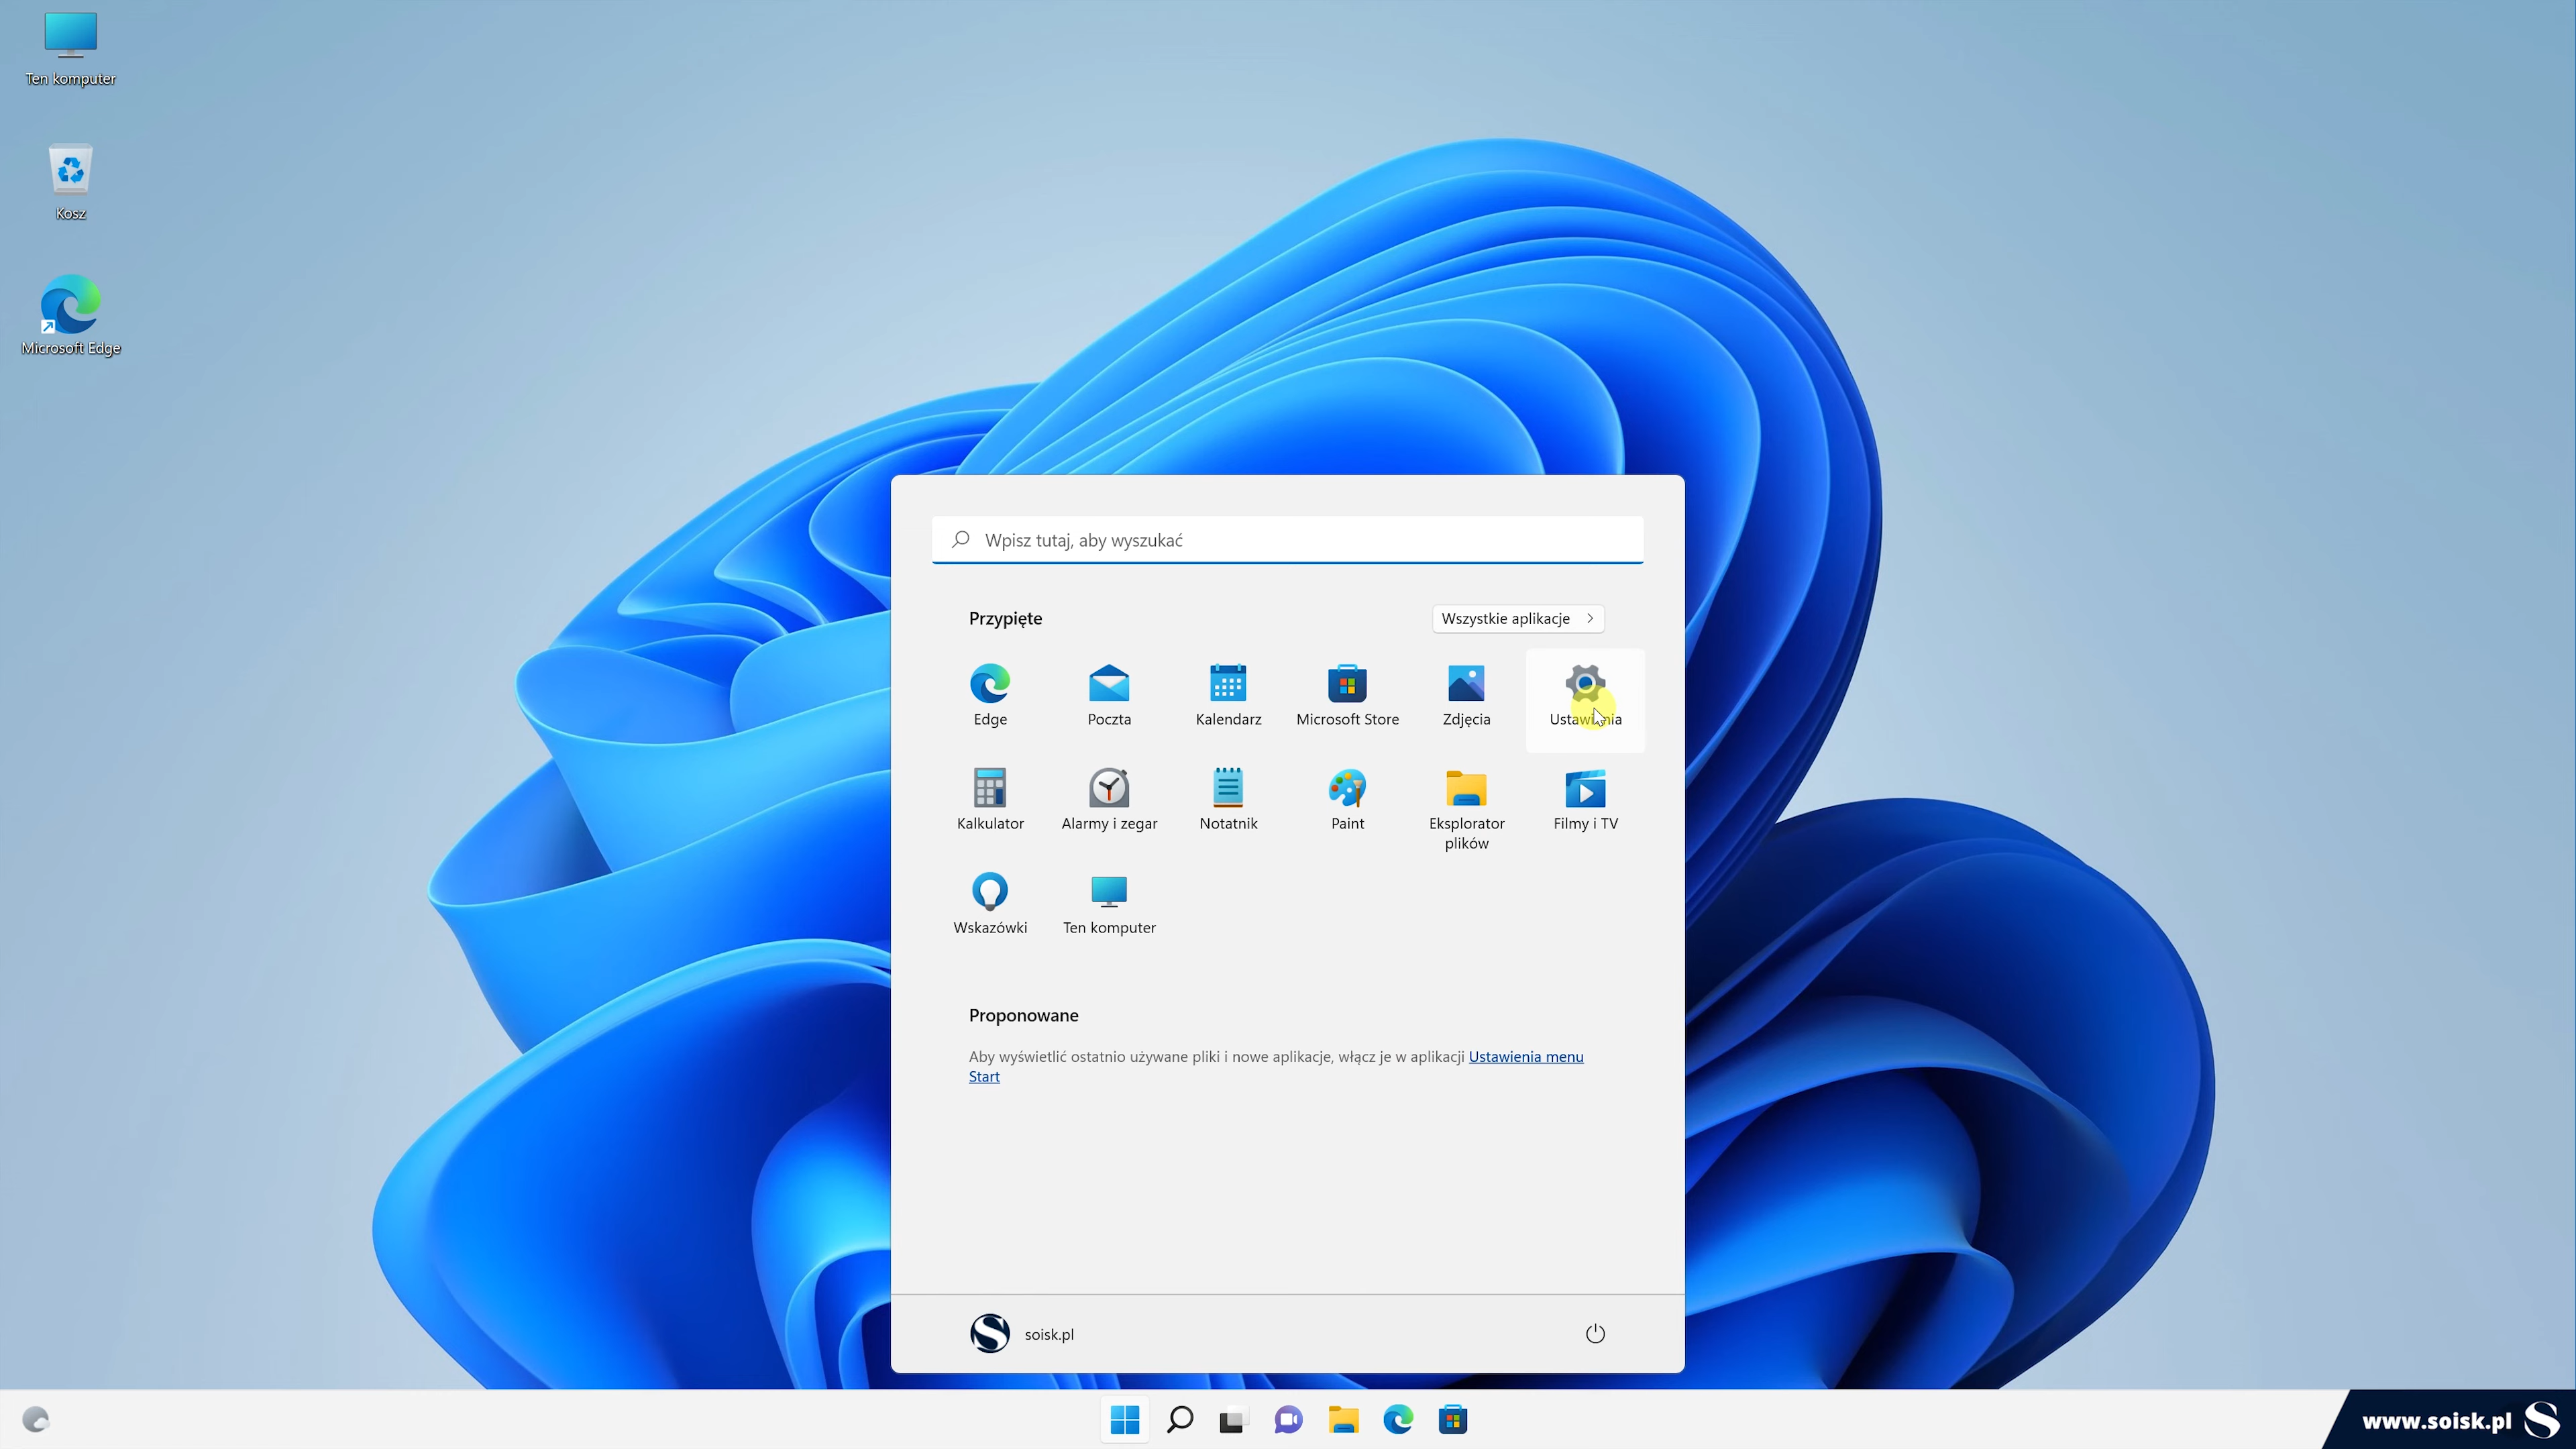 Ten komputer
Kosz
Microsoft Edge
Wpisz tutaj, aby wyszukać
Przypięte
Wszystkie aplikacje
Edge
Poczta
Kalendarz
Microsoft Store
Zdjęcia
Ustawienia
Kalkulator
Alarmy i zegar
Notatnik
Paint
Eksplorator
plików
Filmy i TV
Wskazówki
Ten komputer
Proponowane
Aby wyświetlić ostatnio używane pliki i nowe aplikacje, włącz je w aplikacji Ustawienia menu
Start
soisk.pl
www.soisk.pl